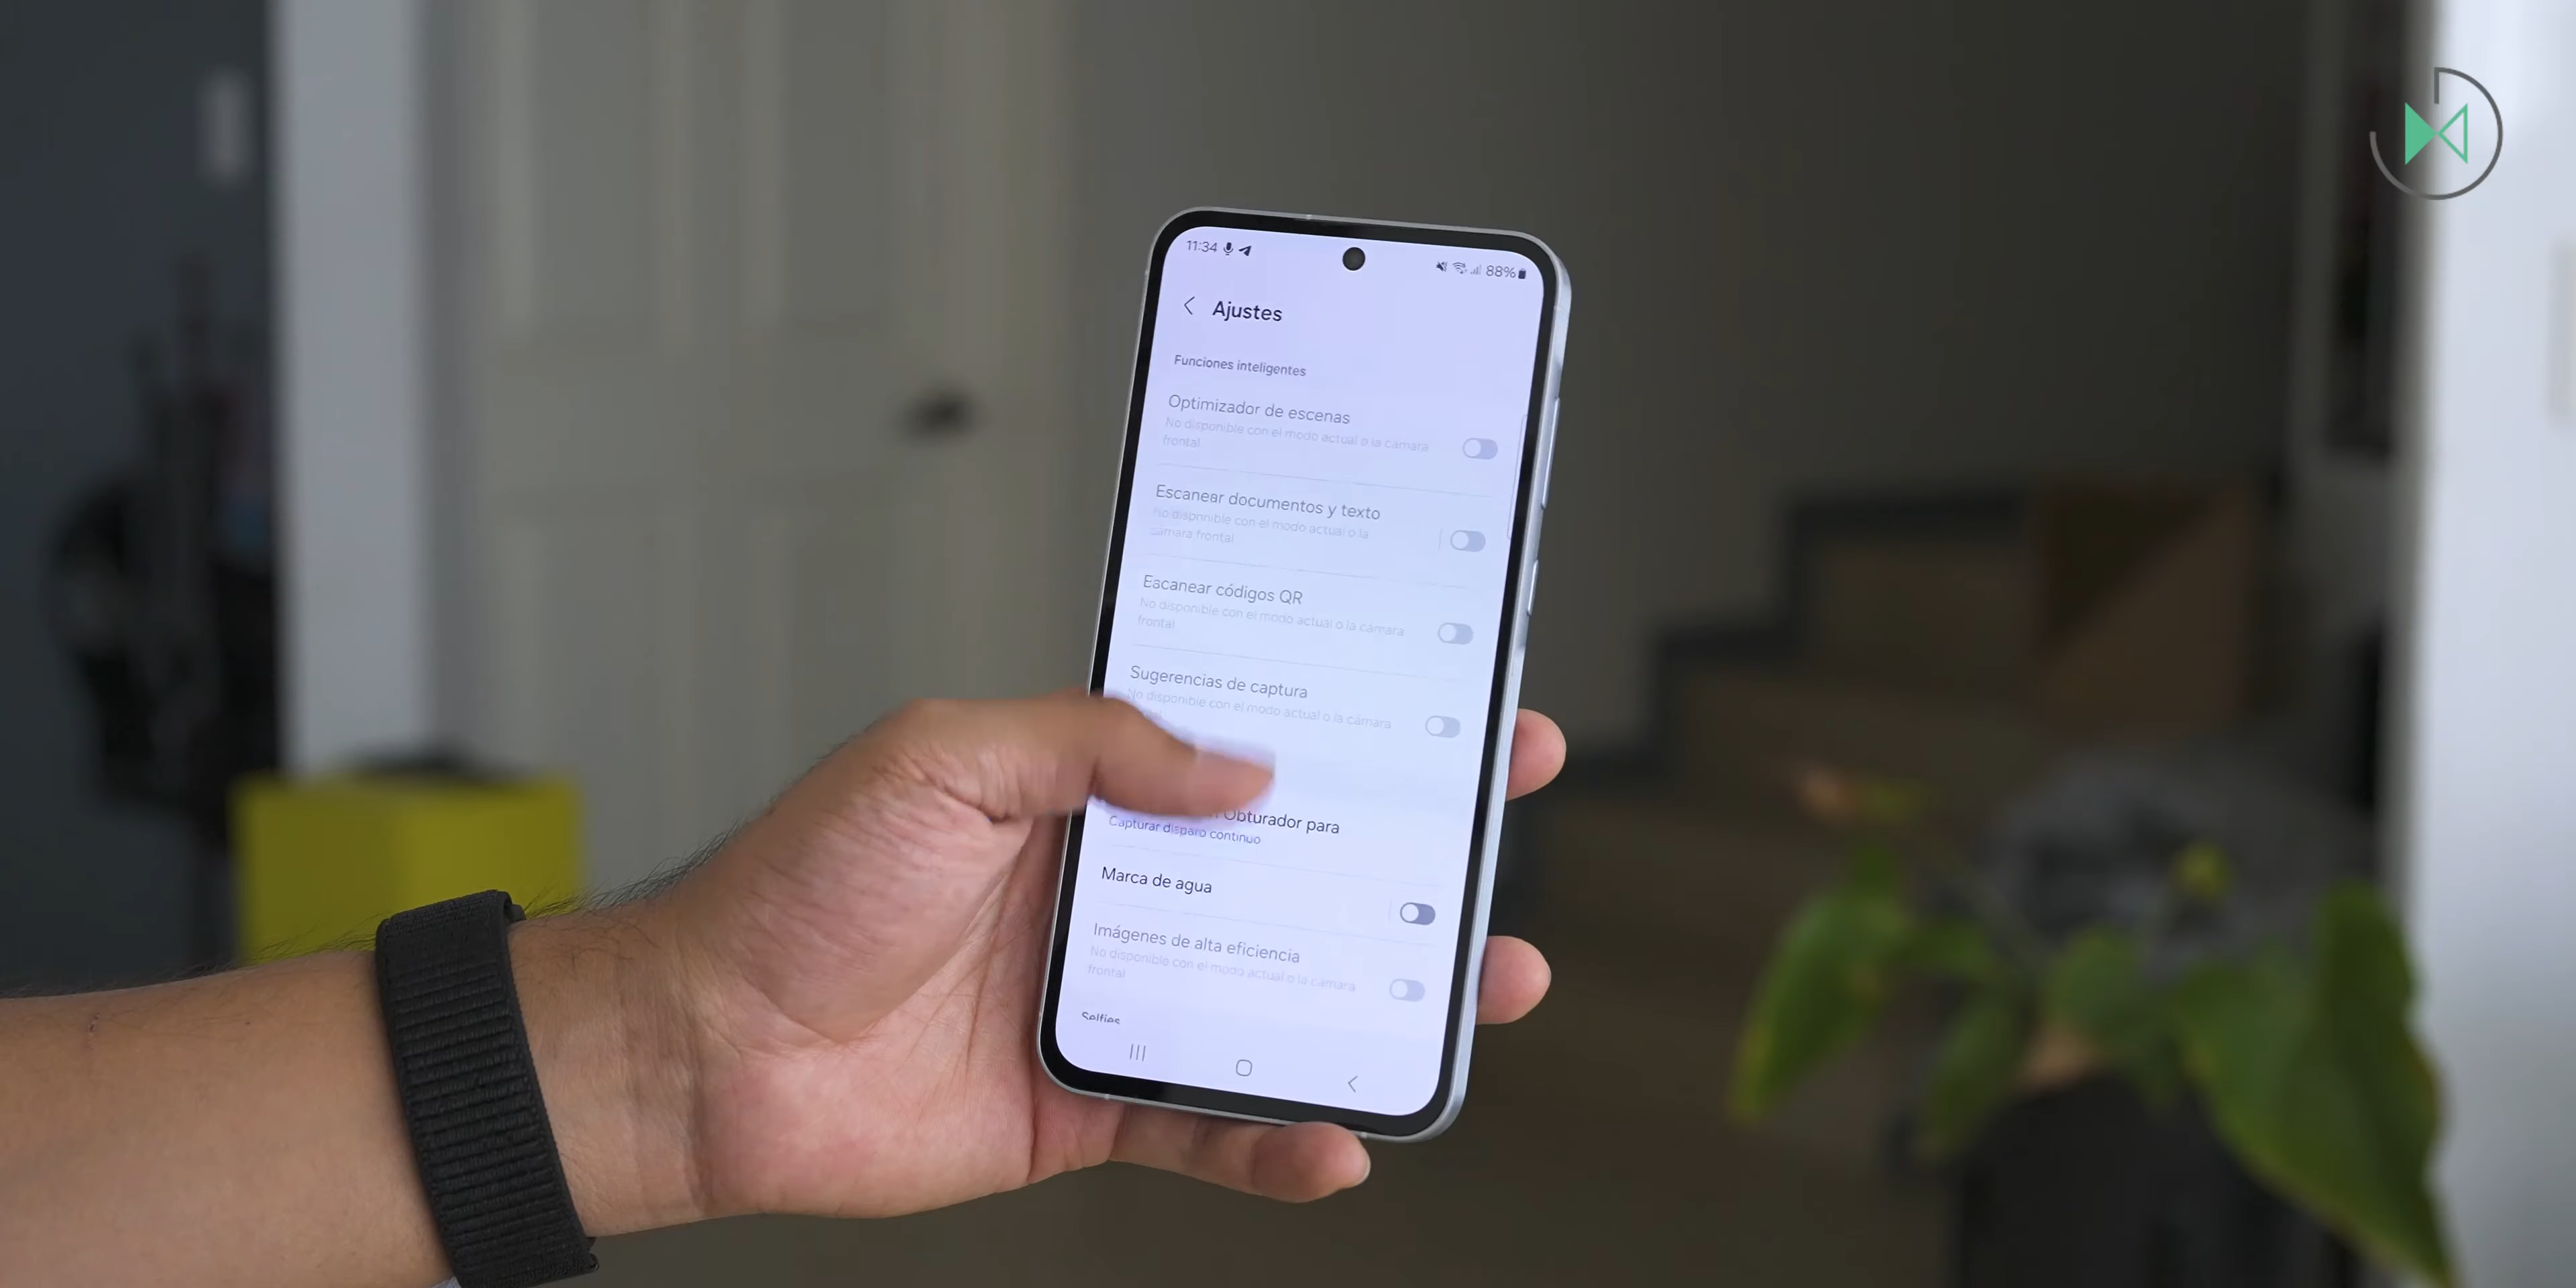 11:34
88%
Ajustes
Funciones inteligentes
Optimizador de escenas
No disponible con el modo actual o la cámara
frontal
Escanear documentos y texto
No disponible con el modo actual o la
cámara frontal
Escanear códigos QR
No disponible con el modo actual o la cámara
frontal
Sugerencias de captura
No disponible con el modo actual o la cámara
Obturador para
Capturar disparo continuo
Marca de agua
Imágenes de alta eficiencia
No disponible con el modo actual o la cámara
frontal
Selfies